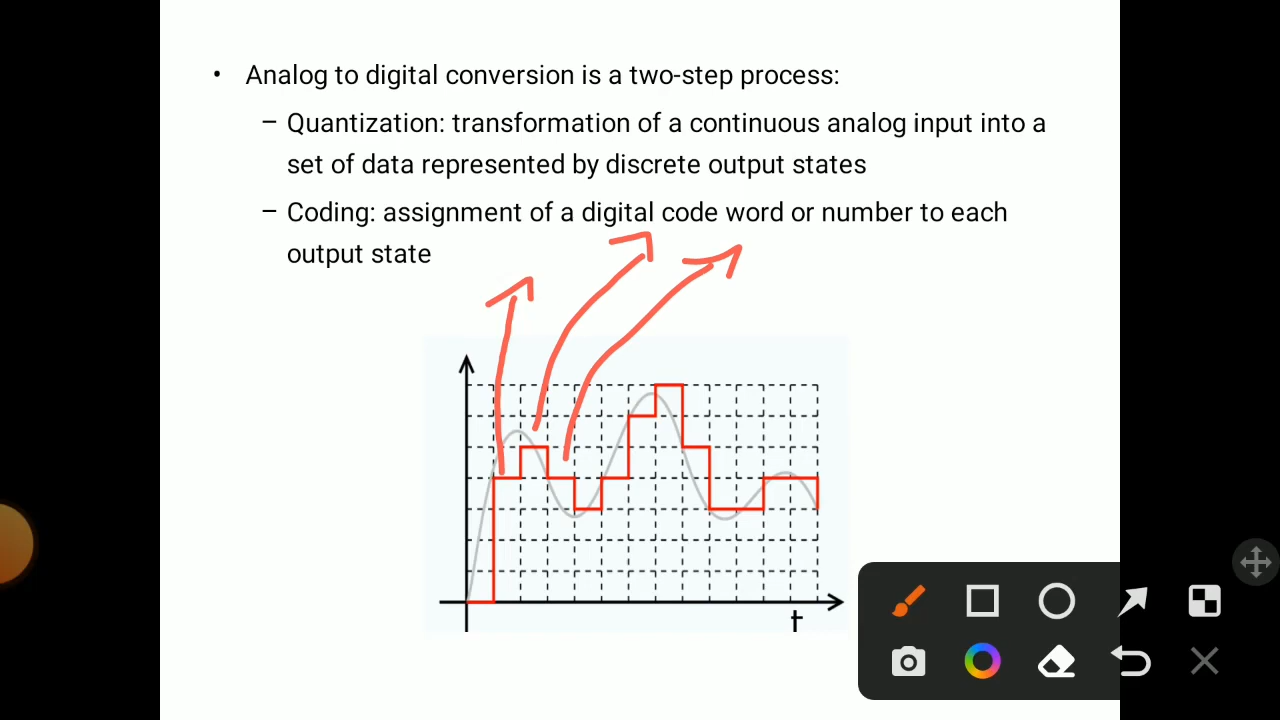 • Analog to digital conversion is a two-step process:
– Quantization: transformation of a continuous analog input into a
set of data represented by discrete output states
– Coding: assignment of a digital code word or number to each
output state
t